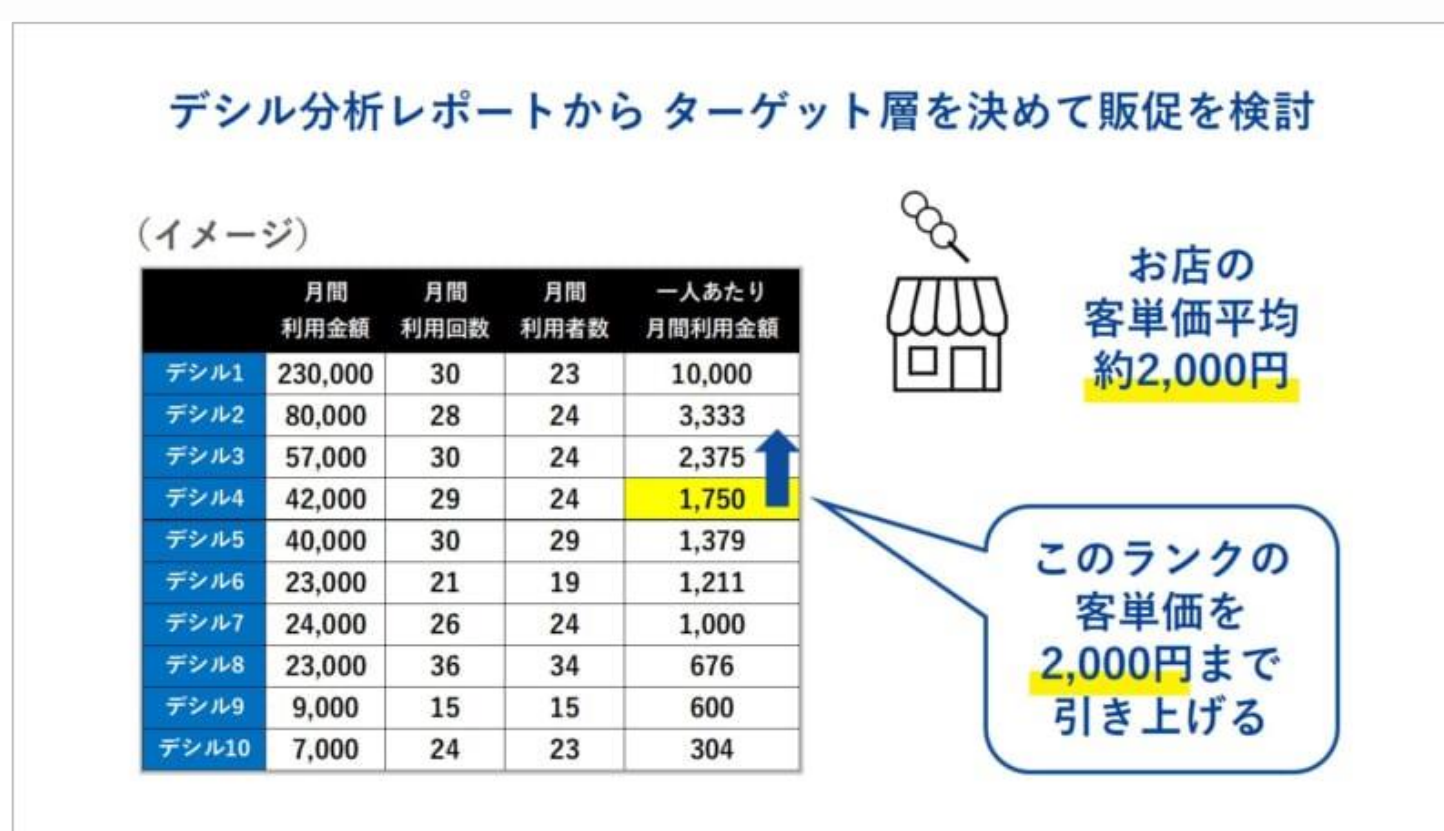 デシル分析レポートから ターゲット層を決めて販促を検討
（イメージ）
月間 月間 月間 一人あたり
利用金額 利用回数 利用者数 月間利用金額
デシル1 230,000 30 23 10,000
デシル2 80,000 28 24 3,333
デシル3 57,000 30 24 2,375
デシル4 42,000 29 24 1,750
デシル5 40,000 30 29 1,379
デシル6 23,000 21 19 1,211
デシル7 24,000 26 24 1,000
デシル8 23,000 36 34 676
デシル9 9,000 15 15 600
デシル10 7,000 24 23 304
お店の
客単価平均
約2,000円
このランクの
客単価を
2,000円まで
引き上げる